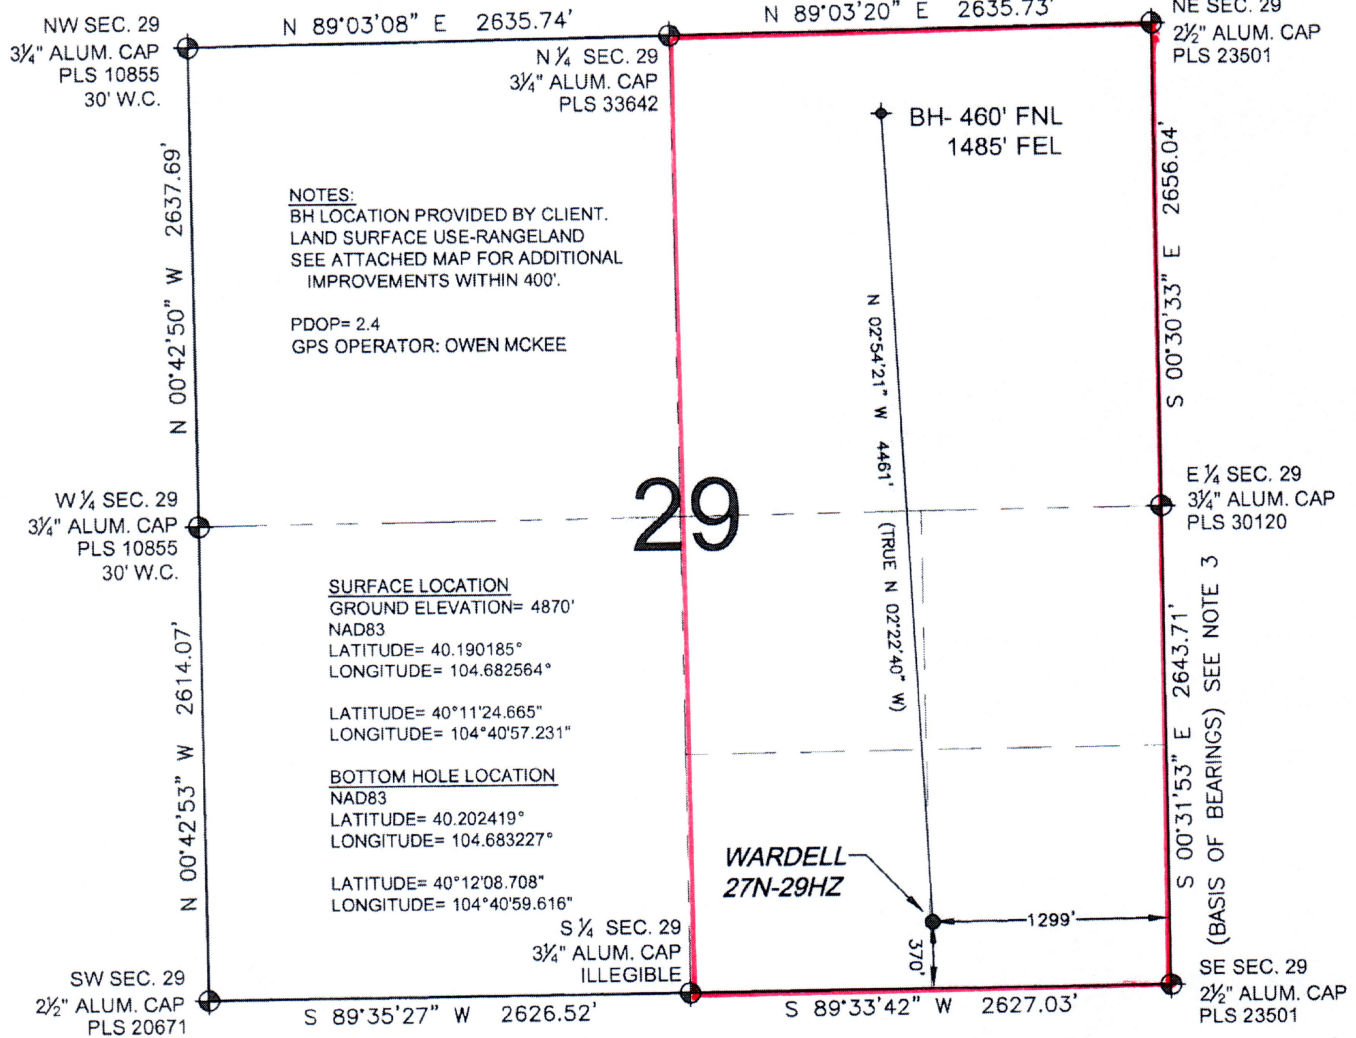 NW SEC. 29
3¼" ALUM. CAP
PLS 10855
30' W.C.
N 89°03'08" E 2635.74'
N ¼ SEC. 29
3¼" ALUM. CAP
PLS 33642
N 89°03'20" E 2635.73'
NE SEC. 29
2½" ALUM. CAP
PLS 23501
BH- 460' FNL
1485' FEL
N 00°42'50" W 2637.69'
NOTES:
BH LOCATION PROVIDED BY CLIENT.
LAND SURFACE USE-RANGELAND
SEE ATTACHED MAP FOR ADDITIONAL
IMPROVEMENTS WITHIN 400'.
PDOP= 2.4
GPS OPERATOR: OWEN MCKEE
N 02°54'21" W 4461' (TRUE N 02°22'40" W)
S 00°30'33" E 2656.04'
W ¼ SEC. 29
3¼" ALUM. CAP
PLS 10855
30' W.C.
29
E ¼ SEC. 29
3¼" ALUM. CAP
PLS 30120
SURFACE LOCATION
GROUND ELEVATION= 4870'
NAD83
LATITUDE= 40.190185°
LONGITUDE= 104.682564°
LATITUDE= 40°11'24.665"
LONGITUDE= 104°40'57.231"
BOTTOM HOLE LOCATION
NAD83
LATITUDE= 40.202419°
LONGITUDE= 104.683227°
LATITUDE= 40°12'08.708"
LONGITUDE= 104°40'59.616"
N 00°42'53" W 2614.07'
S 00°31'53" E 2643.71'
(BASIS OF BEARINGS) SEE NOTE 3
WARDELL
27N-29HZ
1299'
370'
S ¼ SEC. 29
3¼" ALUM. CAP
ILLEGIBLE
SW SEC. 29
2½" ALUM. CAP
PLS 20671
S 89°35'27" W 2626.52'
S 89°33'42" W 2627.03'
SE SEC. 29
2½" ALUM. CAP
PLS 23501